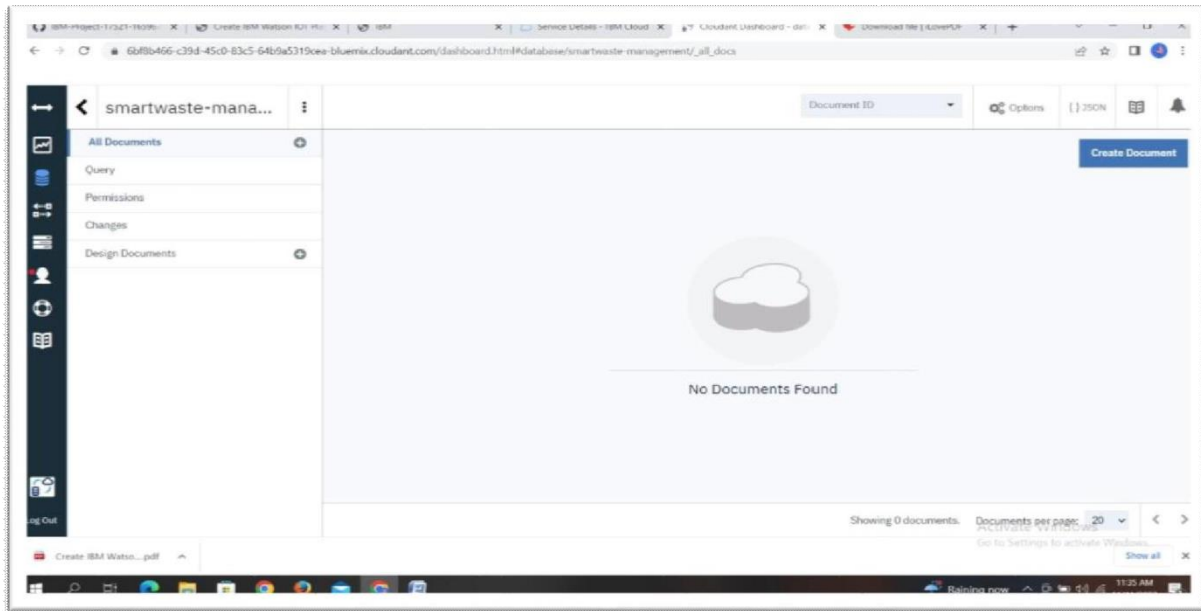 IBM-Project-17521-16596- Create IBM Watson IOT Pl IBM Service Details - IBM Cloud Cloudant Dashboard - dat Download file | iLovePDF
6bf8b466-c39d-45c0-83c5-64b9a5319cea-bluemix.cloudant.com/dashboard.html#database/smartwaste-management/_all_docs
smartwaste-mana... Document ID Options { } JSON
All Documents
Create Document
Query
Permissions
Changes
Design Documents
No Documents Found
Log Out
Showing 0 documents. Documents per page: 20
Activate Windows
Go to Settings to activate Windows.
Create IBM Watso....pdf
Show all
Raining now
11:35 AM